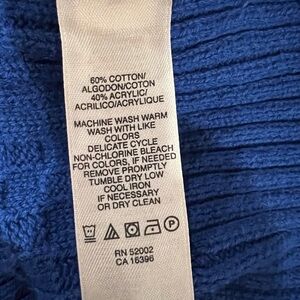 60% COTTON/
ALGODON/COTON
40% ACRYLIC/
ACRILICO/ACRYLIQUE
MACHINE WASH WARM
WASH WITH LIKE
COLORS
DELICATE CYCLE
NON-CHLORINE BLEACH
FOR COLORS, IF NEEDED
REMOVE PROMPTLY
TUMBLE DRY LOW
COOL IRON
IF NECESSARY
OR DRY CLEAN
P
RN 52002
CA 16396